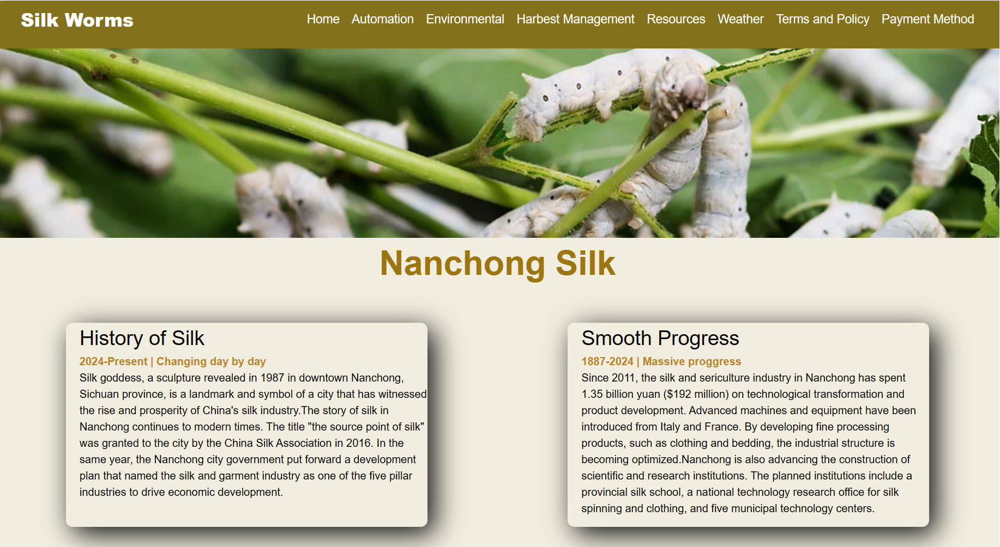 Silk Worms
Home Automation Environmental Harbest Management Resources Weather Terms and Policy Payment Method
Nanchong Silk
History of Silk
2024-Present | Changing day by day
Silk goddess, a sculpture revealed in 1987 in downtown Nanchong,
Sichuan province, is a landmark and symbol of a city that has witnessed
the rise and prosperity of China's silk industry.The story of silk in
Nanchong continues to modern times. The title "the source point of silk"
was granted to the city by the China Silk Association in 2016. In the
same year, the Nanchong city government put forward a development
plan that named the silk and garment industry as one of the five pillar
industries to drive economic development.
Smooth Progress
1887-2024 | Massive proggress
Since 2011, the silk and sericulture industry in Nanchong has spent
1.35 billion yuan ($192 million) on technological transformation and
product development. Advanced machines and equipment have been
introduced from Italy and France. By developing fine processing
products, such as clothing and bedding, the industrial structure is
becoming optimized.Nanchong is also advancing the construction of
scientific and research institutions. The planned institutions include a
provincial silk school, a national technology research office for silk
spinning and clothing, and five municipal technology centers.